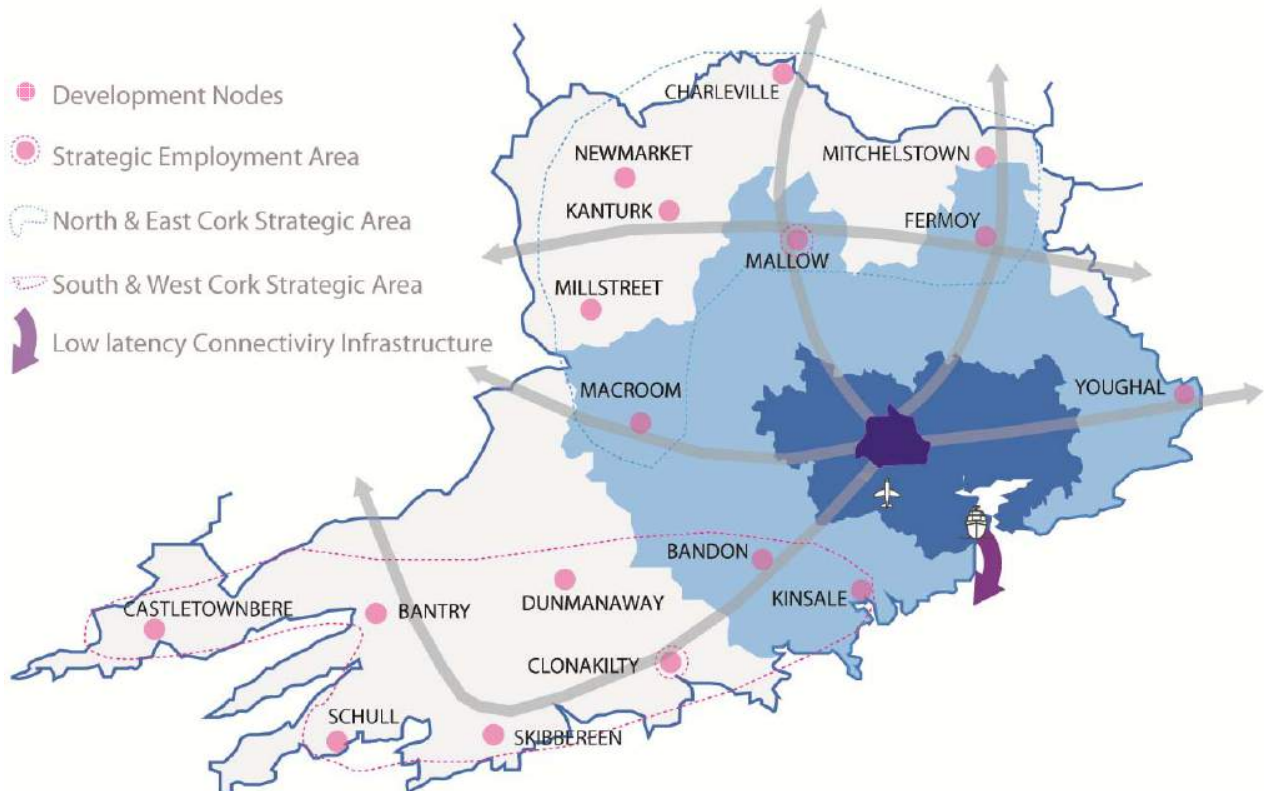 Development Nodes
Strategic Employment Area
North & East Cork Strategic Area
South & West Cork Strategic Area
Low latency Connectiviry Infrastructure
CHARLEVILLE
NEWMARKET
MITCHELSTOWN
KANTURK
FERMOY
MALLOW
MILLSTREET
MACROOM
YOUGHAL
BANDON
DUNMANAWAY
KINSALE
CASTLETOWNBERE
BANTRY
CLONAKILTY
SCHULL
SKIBBEREEN